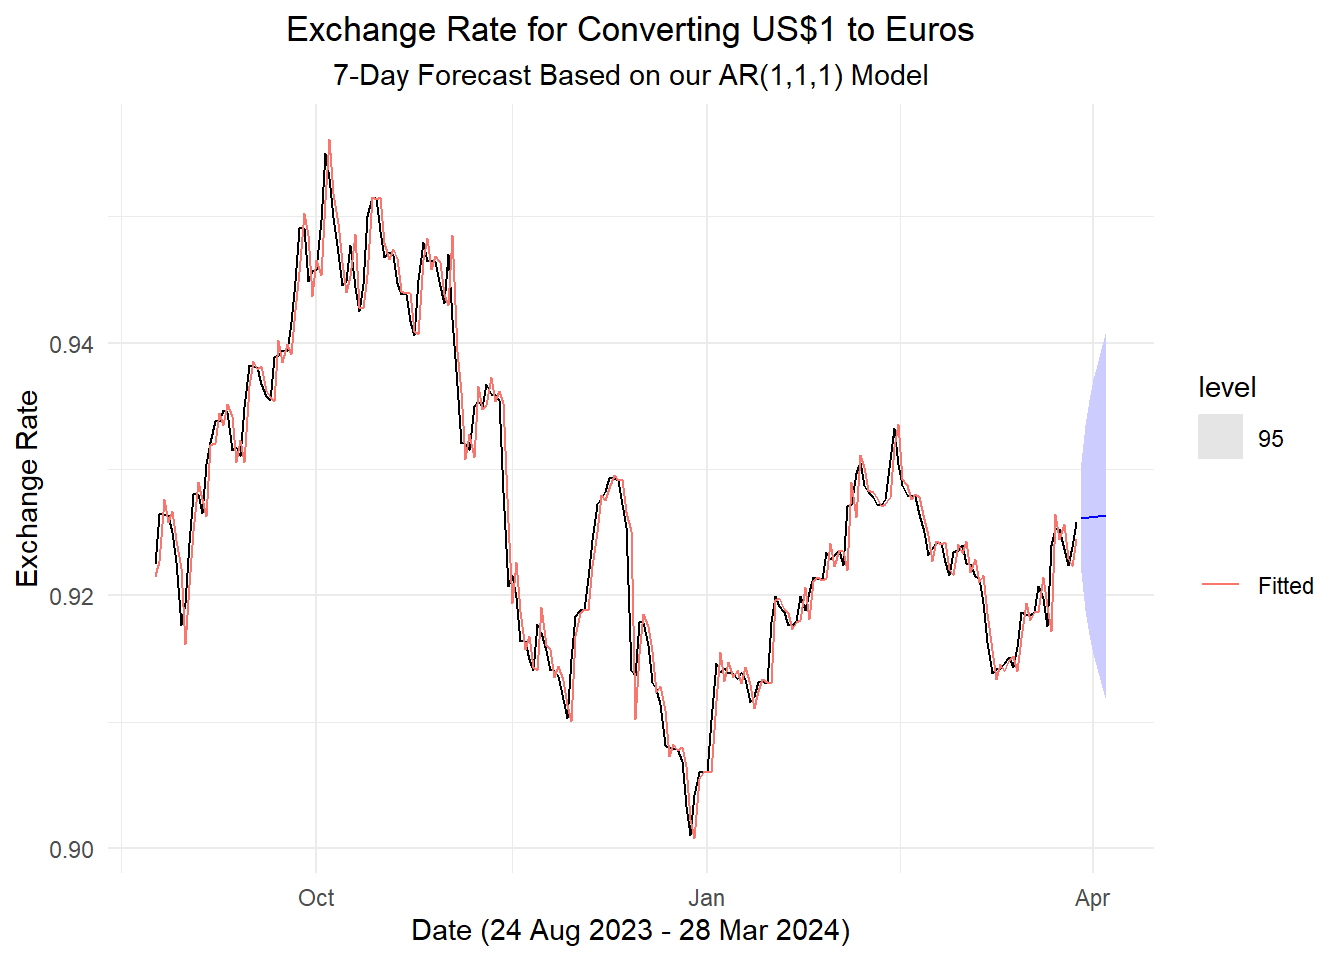 Exchange Rate for Converting US$1 to Euros
7-Day Forecast Based on our AR(1,1,1) Model
Exchange Rate
0.94
0.92
0.90
Oct
Jan
Apr
Date (24 Aug 2023 - 28 Mar 2024)
level
95
Fitted